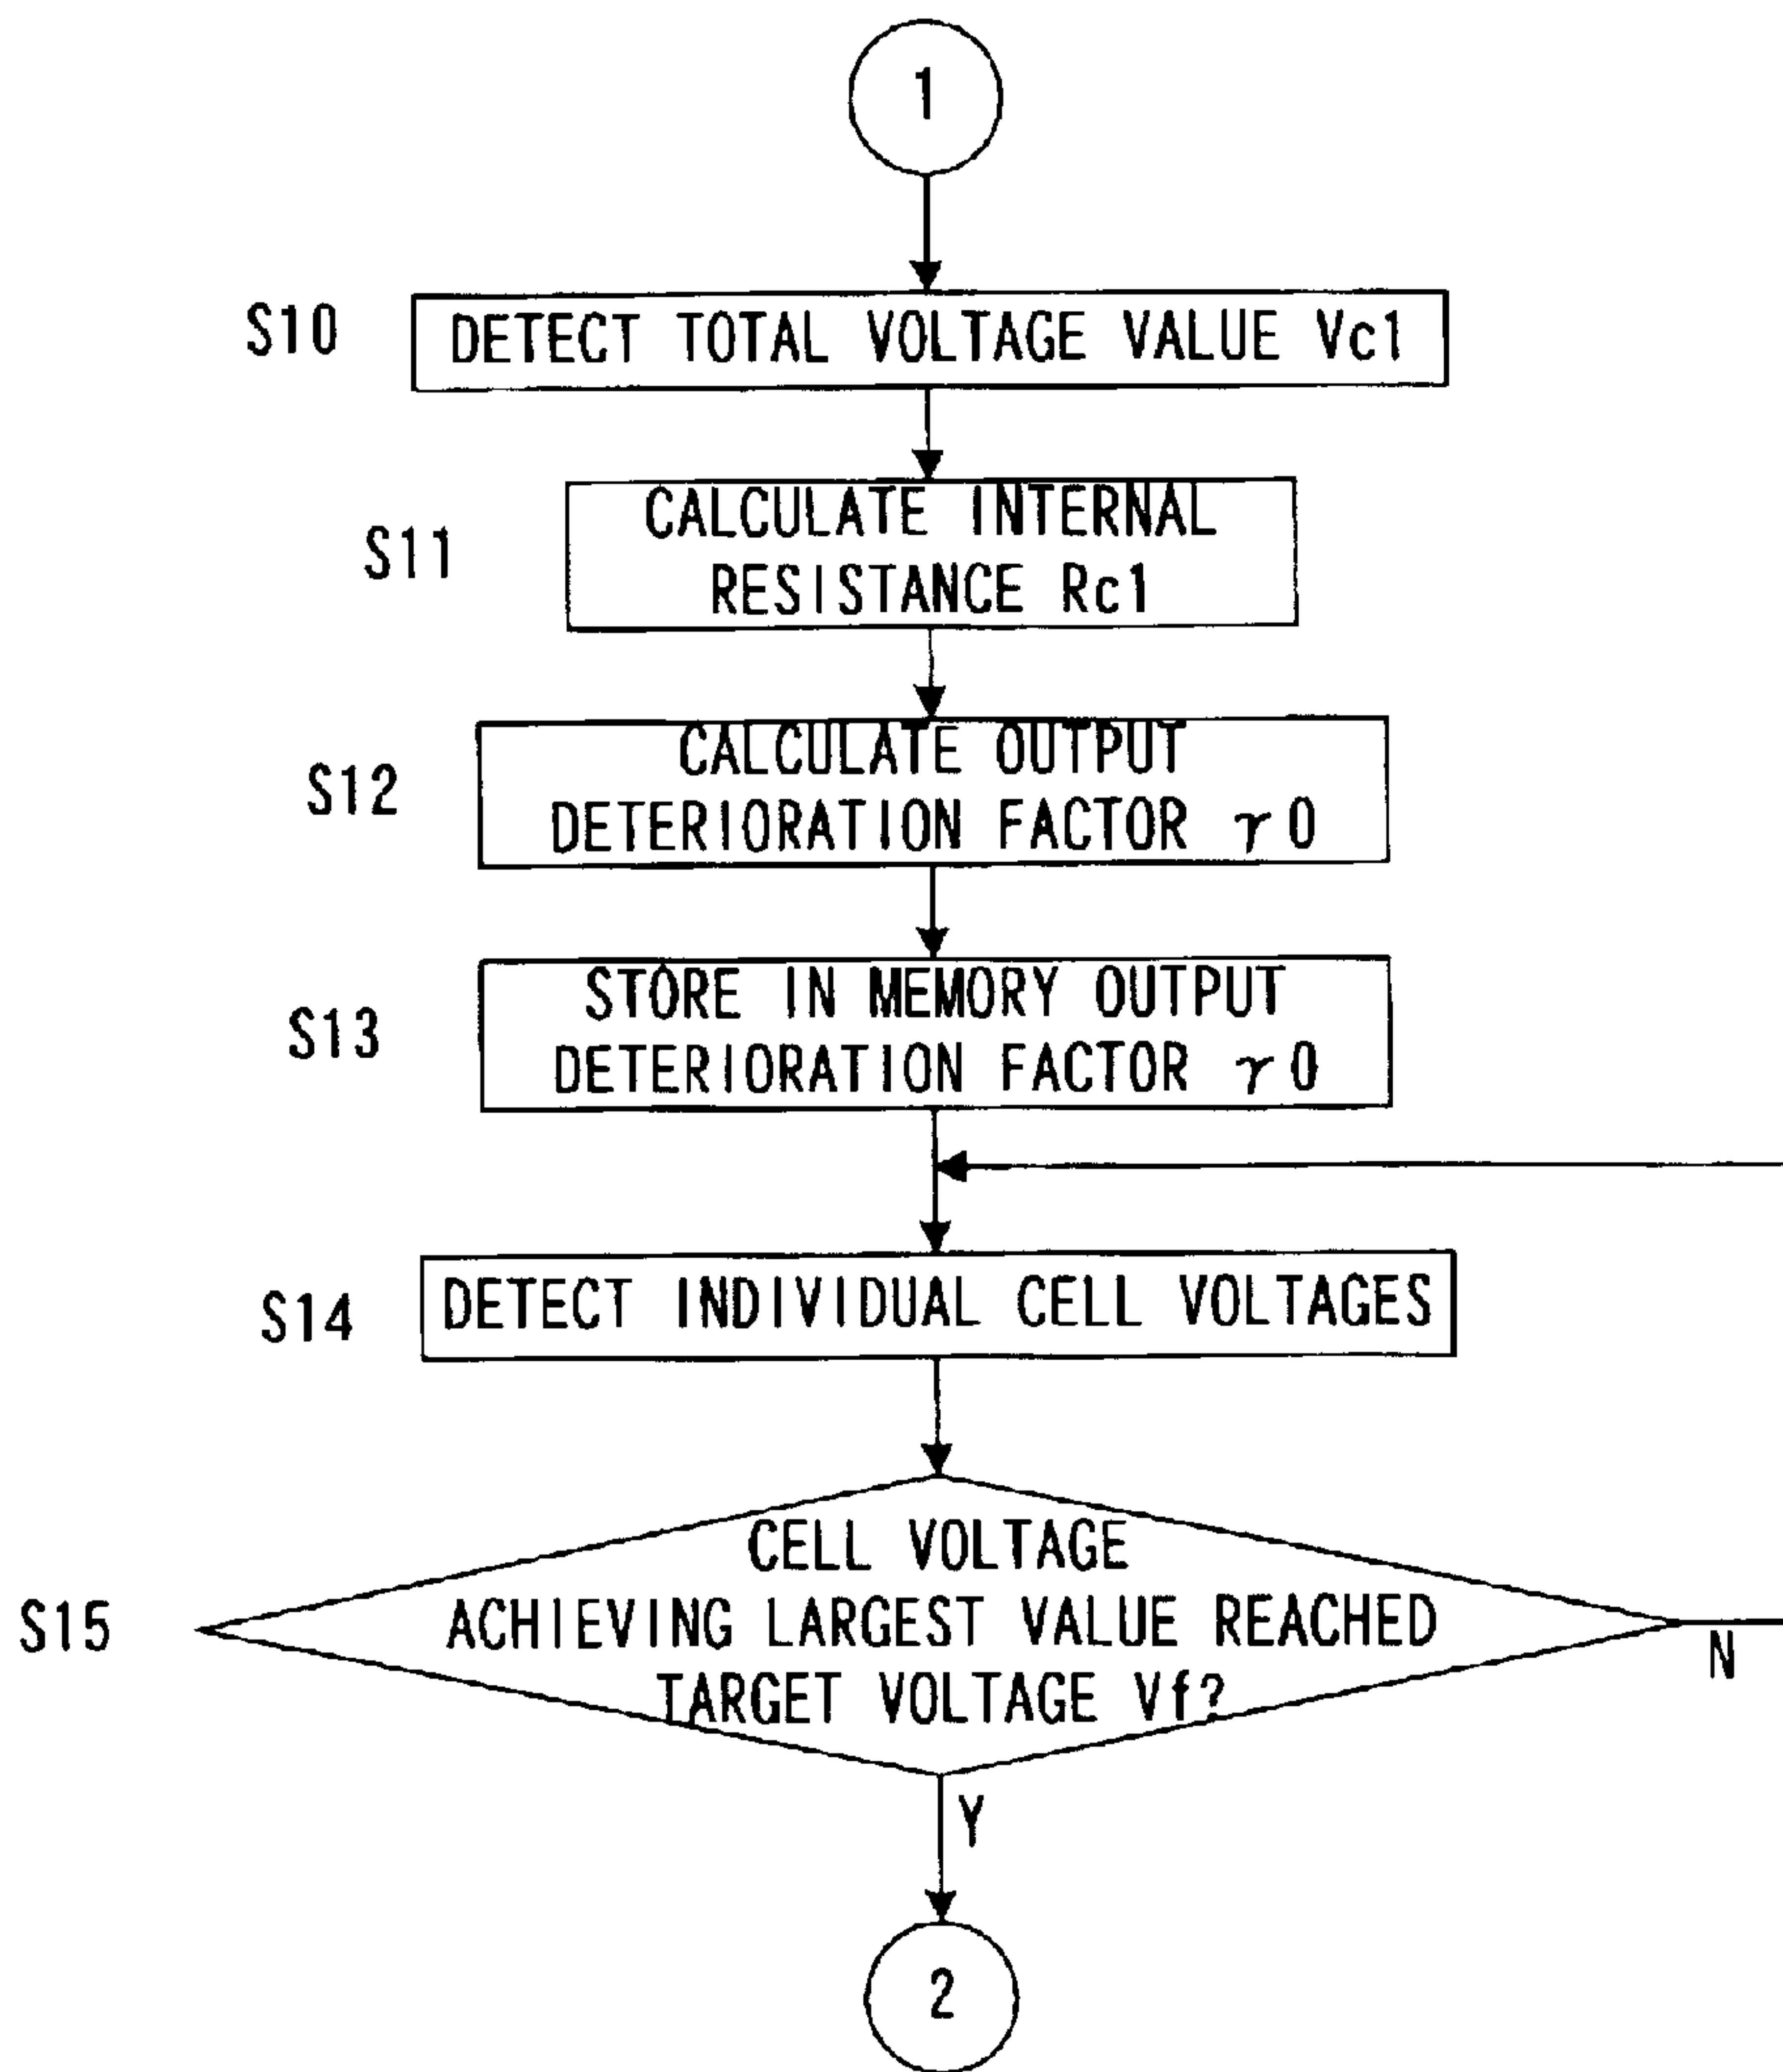 1
S10
DETECT TOTAL VOLTAGE VALUE Vc1
S11
CALCULATE INTERNAL
RESISTANCE Rc1
S12
CALCULATE OUTPUT
DETERIORATION FACTOR γ0
S13
STORE IN MEMORY OUTPUT
DETERIORATION FACTOR γ0
S14
DETECT INDIVIDUAL CELL VOLTAGES
S15
CELL VOLTAGE
ACHIEVING LARGEST VALUE REACHED
TARGET VOLTAGE Vf?
N
Y
2